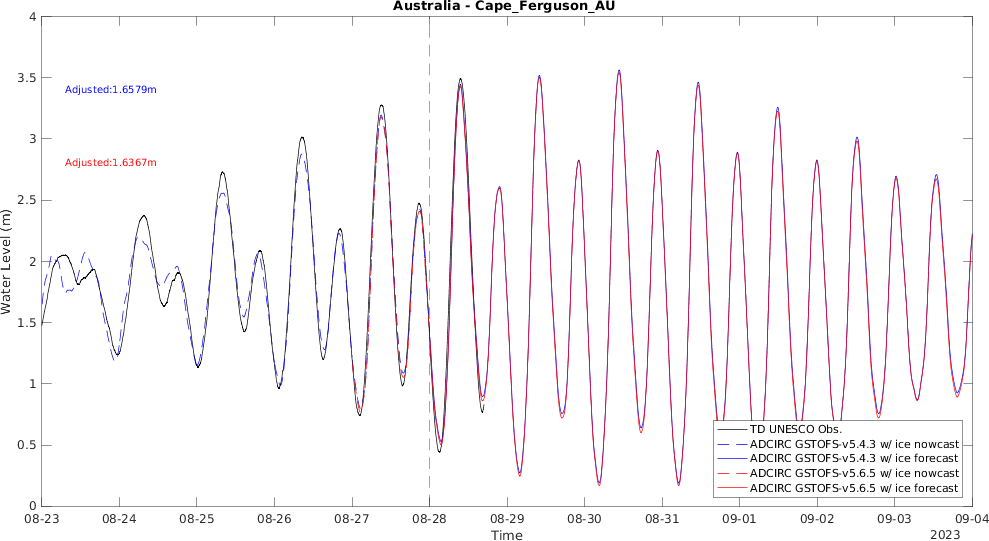 Australia - Cape_Ferguson_AU
4
3.5
3
2.5
2
1.5
1
0.5
0
Water Level (m)
Adjusted:1.6579m
Adjusted:1.6367m
TD UNESCO Obs.
ADCIRC GSTOFS-v5.4.3 w/ ice nowcast
ADCIRC GSTOFS-v5.4.3 w/ ice forecast
ADCIRC GSTOFS-v5.6.5 w/ ice nowcast
ADCIRC GSTOFS-v5.6.5 w/ ice forecast
08-23 08-24 08-25 08-26 08-27 08-28 08-29 08-30 08-31 09-01 09-02 09-03 09-04
Time
2023